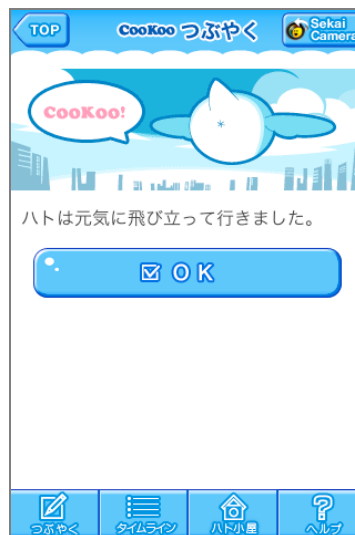 TOP
CooKoo つぶやく
Sekai
Camera
CooKoo!
ハトは元気に飛び立って行きました。
OK
つぶやく
タイムライン
ハト小屋
ヘルプ